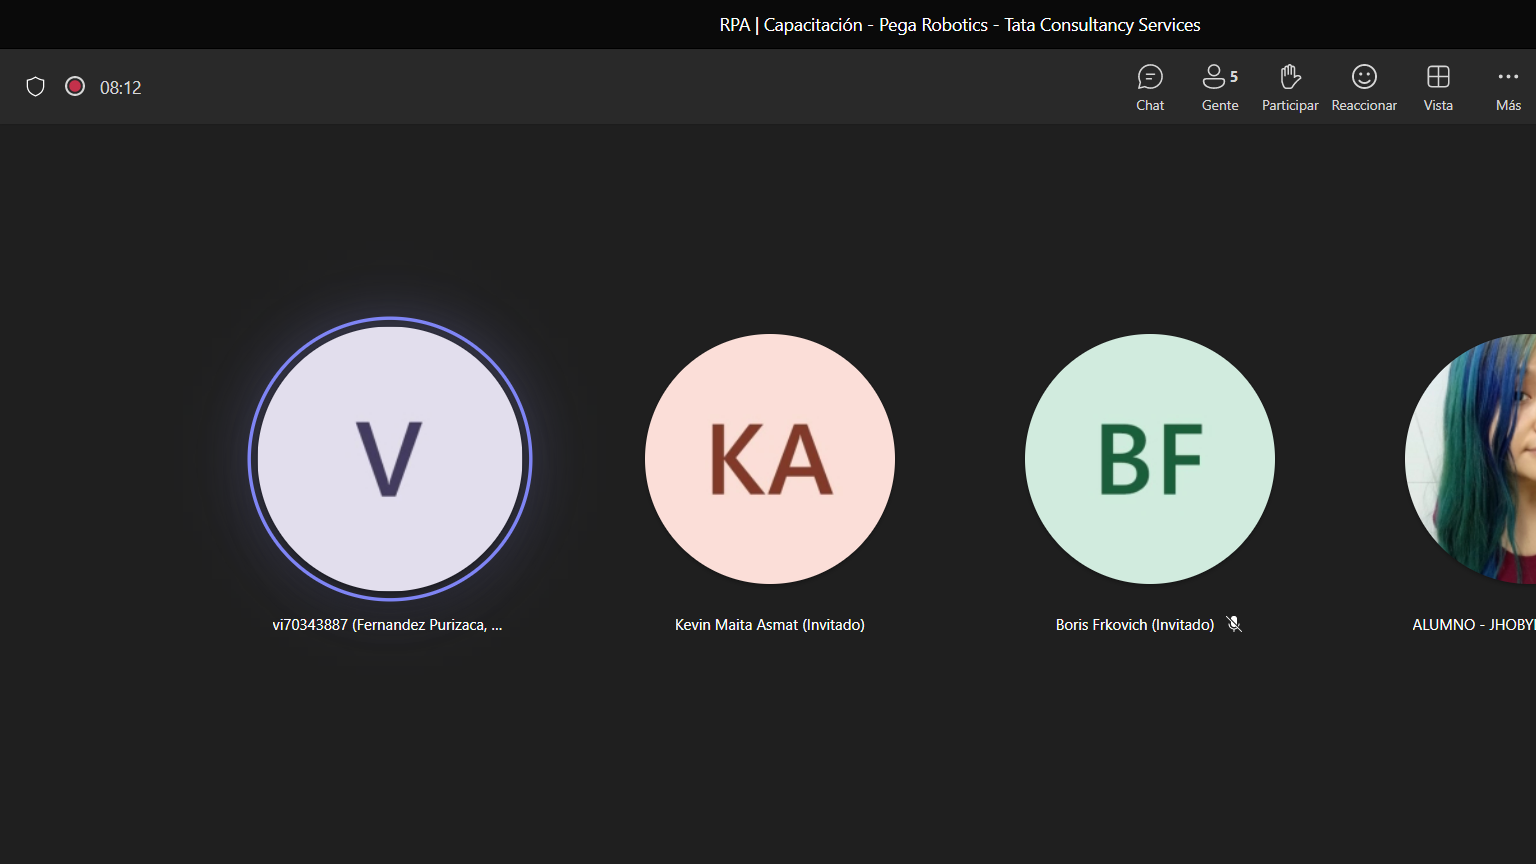 RPA | Capacitación - Pega Robotics - Tata Consultancy Services
08:12
5
Chat
Gente
Participar
Reaccionar
Vista
Más
V
KA
BF
vi70343887 (Fernandez Purizaca, ...
Kevin Maita Asmat (Invitado)
Boris Frkovich (Invitado)
ALUMNO -